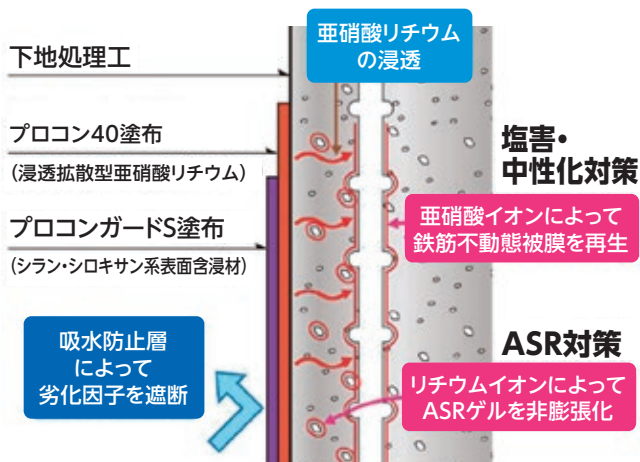 亜硝酸リチウム
の浸透
下地処理工
プロコン40塗布
(浸透拡散型亜硝酸リチウム)
プロコンガードS塗布
(シラン・シロキサン系表面含浸材)
吸水防止層
によって
劣化因子を遮断
塩害・
中性化対策
亜硝酸イオンによって
鉄筋不動態被膜を再生
ASR対策
リチウムイオンによって
ASRゲルを非膨張化